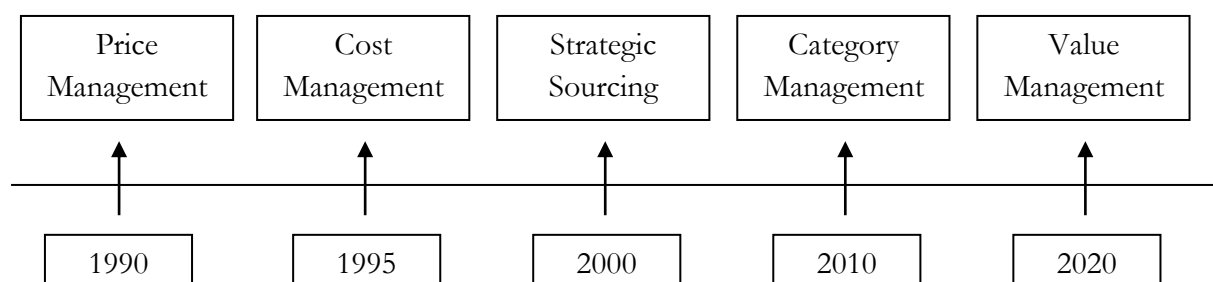 Price
Management
Cost
Management
Strategic
Sourcing
Category
Management
Value
Management
1990
1995
2000
2010
2020